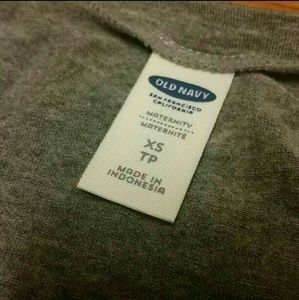 OLD NAVY
SAN FRANCISCO
CALIFORNIA
MATERNITY
MATERNITÉ
XS
TP
MADE IN
INDONESIA